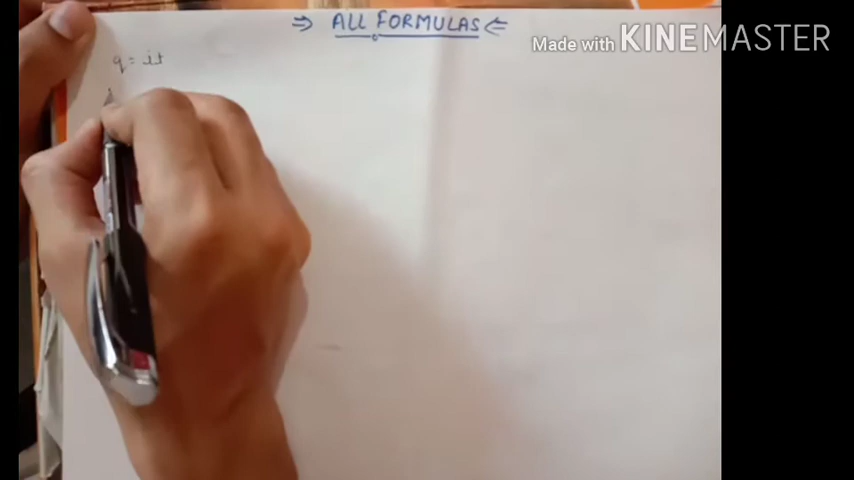 ⇒ ALL FORMULAS ⇐
Made with KINEMASTER
q = it